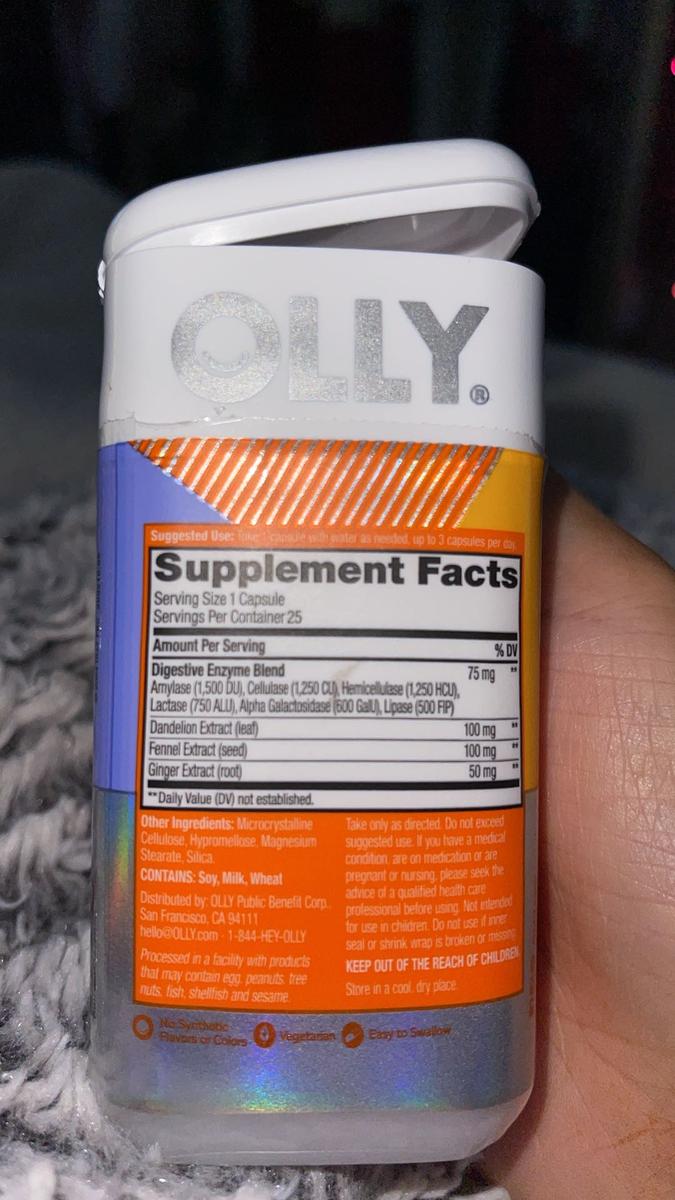 OLLY®
Suggested Use: Take 1 capsule with water as needed, up to 3 capsules per day.
Supplement Facts
Serving Size 1 Capsule
Servings Per Container 25
Amount Per Serving % DV
Digestive Enzyme Blend 75 mg **
Amylase (1,500 DU), Cellulase (1,250 CU), Hemicellulase (1,250 HCU),
Lactase (750 ALU), Alpha Galactosidase (600 GalU), Lipase (500 FIP)
Dandelion Extract (leaf) 100 mg **
Fennel Extract (seed) 100 mg **
Ginger Extract (root) 50 mg **
**Daily Value (DV) not established.
Other Ingredients: Microcrystalline
Cellulose, Hypromellose, Magnesium
Stearate, Silica.
CONTAINS: Soy, Milk, Wheat
Distributed by: OLLY Public Benefit Corp.,
San Francisco, CA 94111
hello@OLLY.com · 1-844-HEY-OLLY
Processed in a facility with products
that may contain egg, peanuts, tree
nuts, fish, shellfish and sesame.
Take only as directed. Do not exceed
suggested use. If you have a medical
condition, are on medication or are
pregnant or nursing, please seek the
advice of a qualified health care
professional before using. Not intended
for use in children. Do not use if inner
seal or shrink wrap is broken or missing.
KEEP OUT OF THE REACH OF CHILDREN.
Store in a cool, dry place.
No Synthetic
Flavors or Colors
Vegetarian
Easy to Swallow